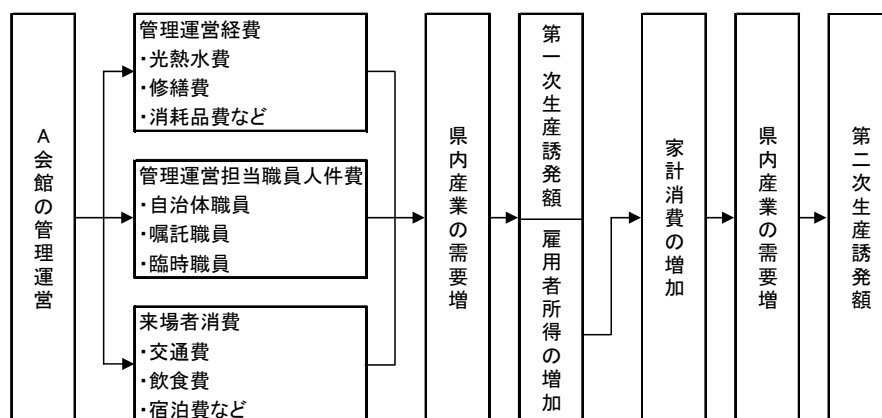 A会館の管理運営
管理運営経費
・光熱水費
・修繕費
・消耗品費など
管理運営担当職員人件費
・自治体職員
・嘱託職員
・臨時職員
来場者消費
・交通費
・飲食費
・宿泊費など
県内産業の需要増
第一次生産誘発額
雇用者所得の増加
家計消費の増加
県内産業の需要増
第二次生産誘発額